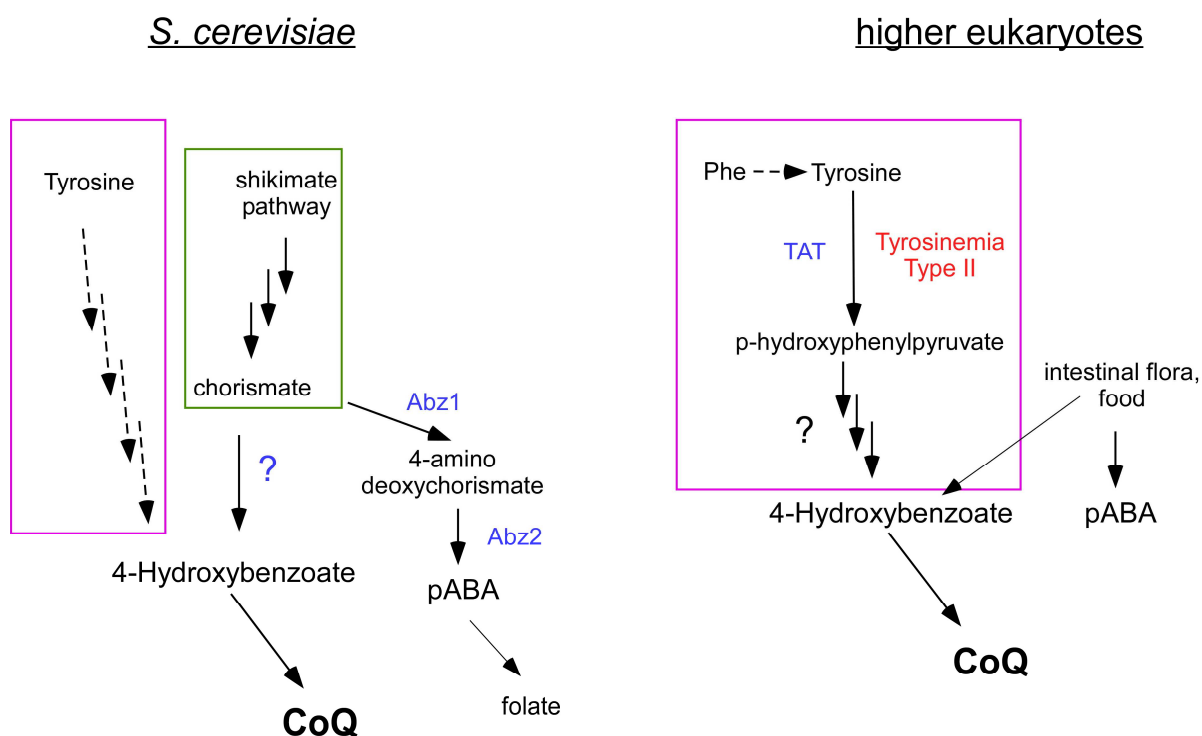 S. cerevisiae
Tyrosine
shikimate
pathway
chorismate
Abz1
?
4-amino
deoxychorismate
Abz2
4-Hydroxybenzoate
pABA
CoQ
folate
higher eukaryotes
Phe
Tyrosine
TAT
Tyrosinemia
Type II
p-hydroxyphenylpyruvate
?
intestinal flora,
food
4-Hydroxybenzoate
pABA
CoQ